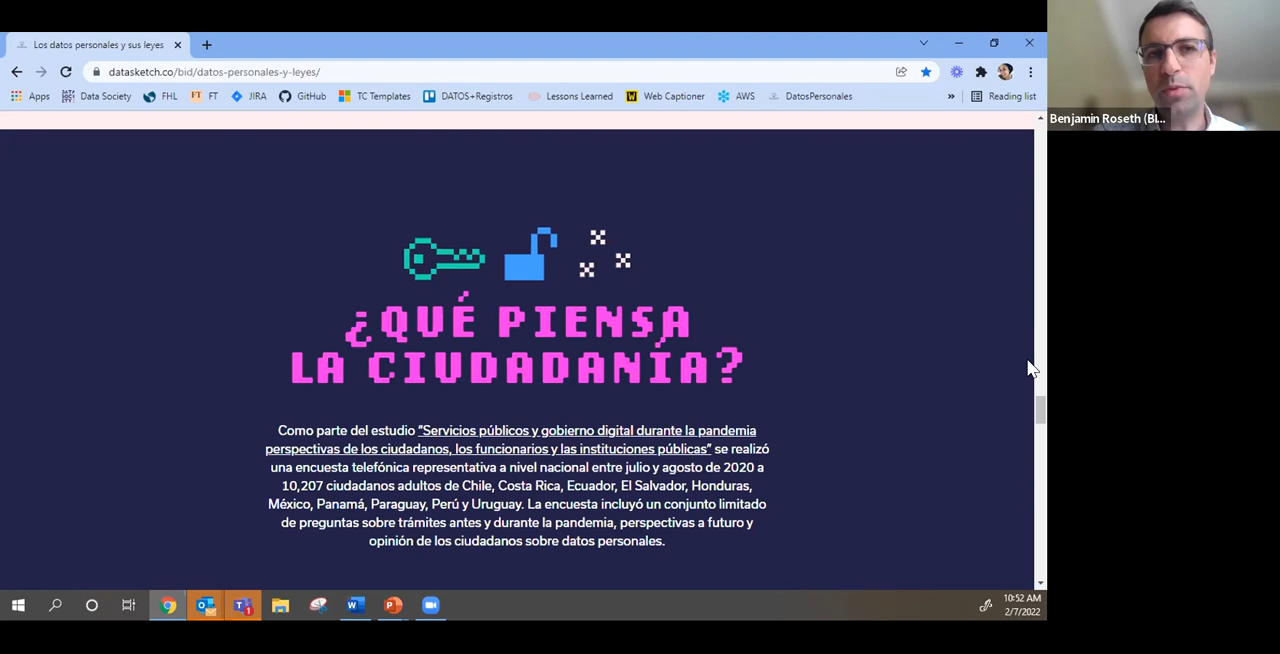 Los datos personales y sus leyes
datasketch.co/bid/datos-personales-y-leyes/
Apps Data Society FHL FT FT JIRA GitHub TC Templates DATOS+Registros Lessons Learned W Web Captioner AWS DatosPersonales » Reading list
Benjamin Roseth (BI...
¿QUÉ PIENSA
LA CIUDADANÍA?
Como parte del estudio "Servicios públicos y gobierno digital durante la pandemia
perspectivas de los ciudadanos, los funcionarios y las instituciones públicas" se realizó
una encuesta telefónica representativa a nivel nacional entre julio y agosto de 2020 a
10,207 ciudadanos adultos de Chile, Costa Rica, Ecuador, El Salvador, Honduras,
México, Panamá, Paraguay, Perú y Uruguay. La encuesta incluyó un conjunto limitado
de preguntas sobre trámites antes y durante la pandemia, perspectivas a futuro y
opinión de los ciudadanos sobre datos personales.
10:52 AM
2/7/2022